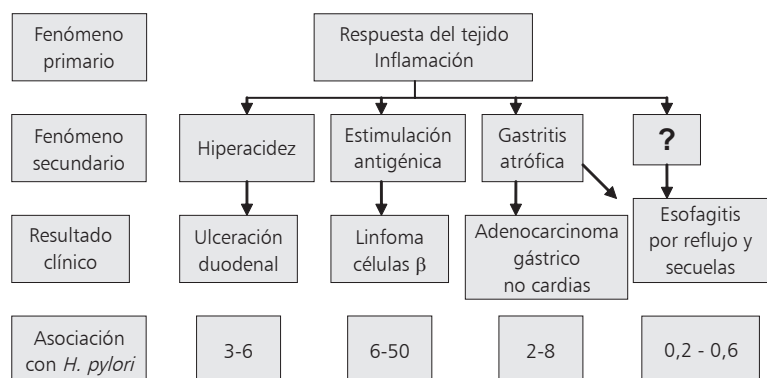 Fenómeno
primario
Respuesta del tejido
Inflamación
Fenómeno
secundario
Hiperacidez
Estimulación
antigénica
Gastritis
atrófica
?
Resultado
clínico
Ulceración
duodenal
Linfoma
células β
Adenocarcinoma
gástrico
no cardias
Esofagitis
por reflujo y
secuelas
Asociación
con H. pylori
3-6
6-50
2-8
0,2 - 0,6